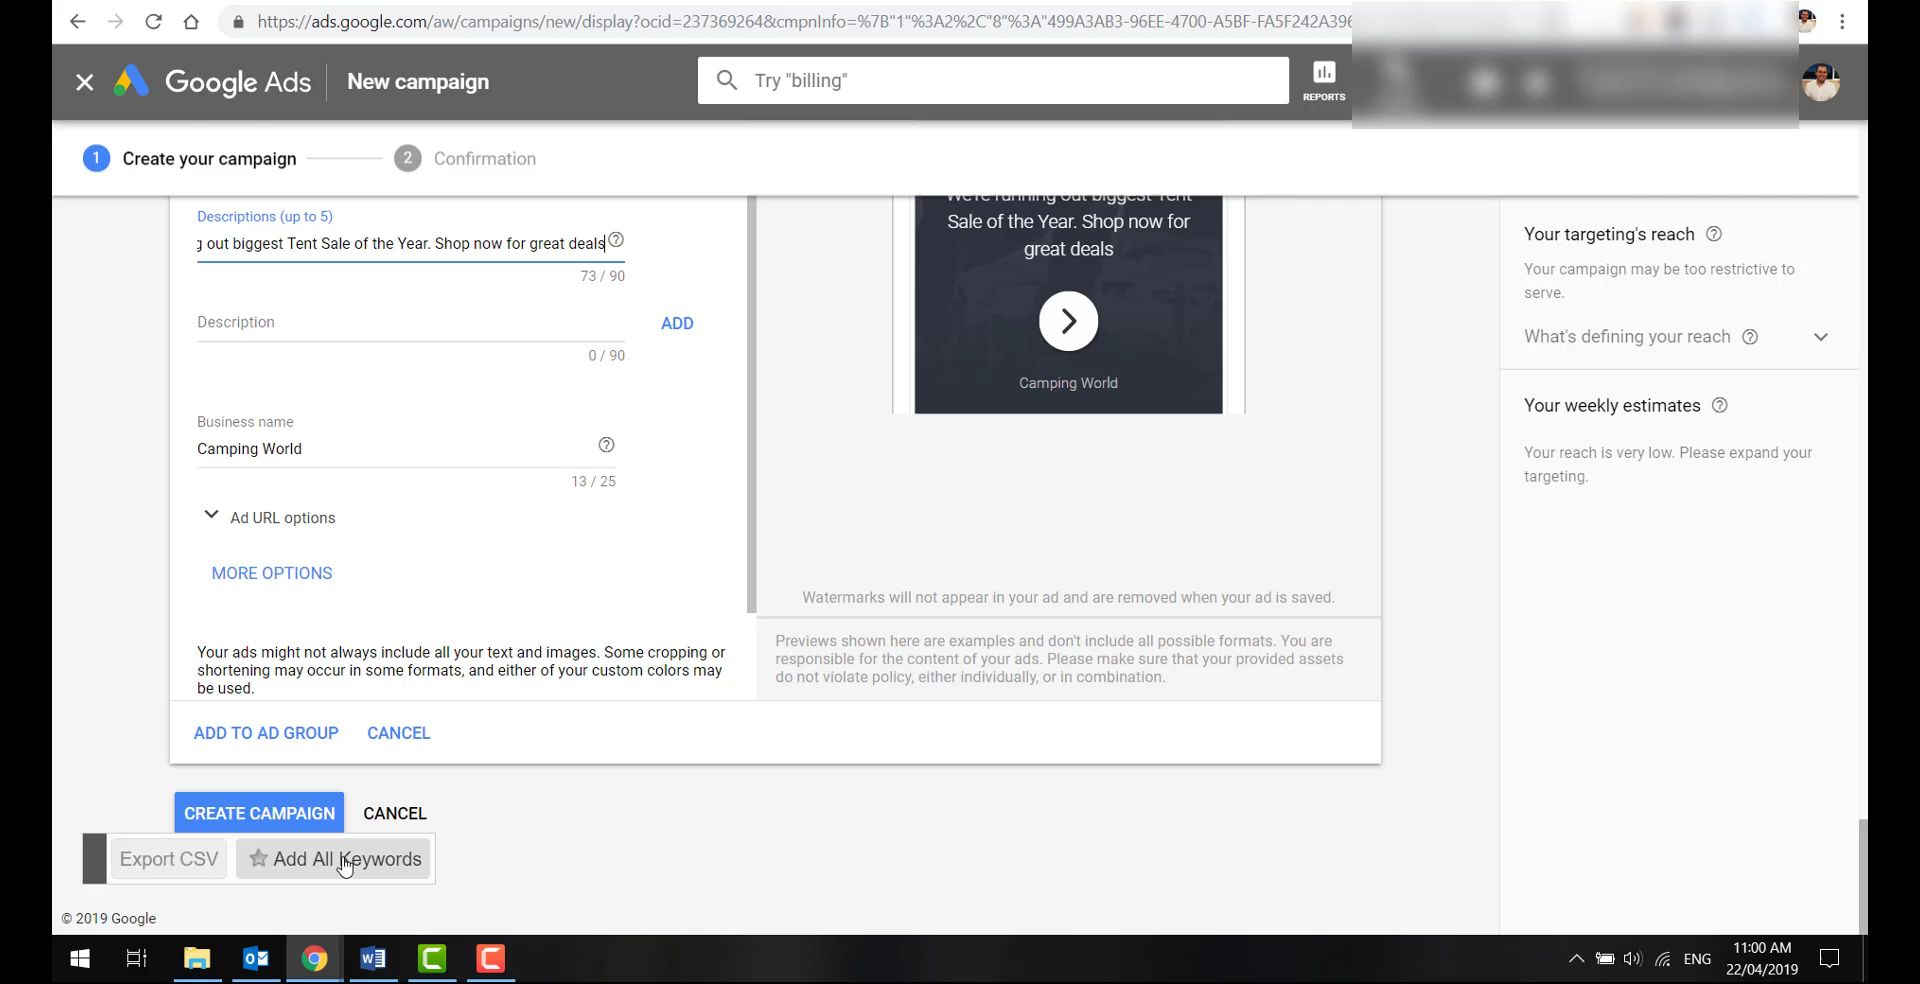 https://ads.google.com/aw/campaigns/new/display?ocid=237369264&cmpnInfo=%7B"1"%3A2%2C"8"%3A"499A3AB3-96EE-4700-A5BF-FA5F242A396
Google Ads
New campaign
Try "billing"
REPORTS
1 Create your campaign
2 Confirmation
Descriptions (up to 5)
g out biggest Tent Sale of the Year. Shop now for great deals
73 / 90
Description
ADD
0 / 90
Business name
Camping World
13 / 25
Ad URL options
MORE OPTIONS
Your ads might not always include all your text and images. Some cropping or
shortening may occur in some formats, and either of your custom colors may
be used.
ADD TO AD GROUP
CANCEL
We're running out biggest Tent
Sale of the Year. Shop now for
great deals
Camping World
Watermarks will not appear in your ad and are removed when your ad is saved.
Previews shown here are examples and don't include all possible formats. You are
responsible for the content of your ads. Please make sure that your provided assets
do not violate policy, either individually, or in combination.
Your targeting's reach
Your campaign may be too restrictive to
serve.
What's defining your reach
Your weekly estimates
Your reach is very low. Please expand your
targeting.
CREATE CAMPAIGN
CANCEL
Export CSV
Add All Keywords
© 2019 Google
ENG
11:00 AM
22/04/2019